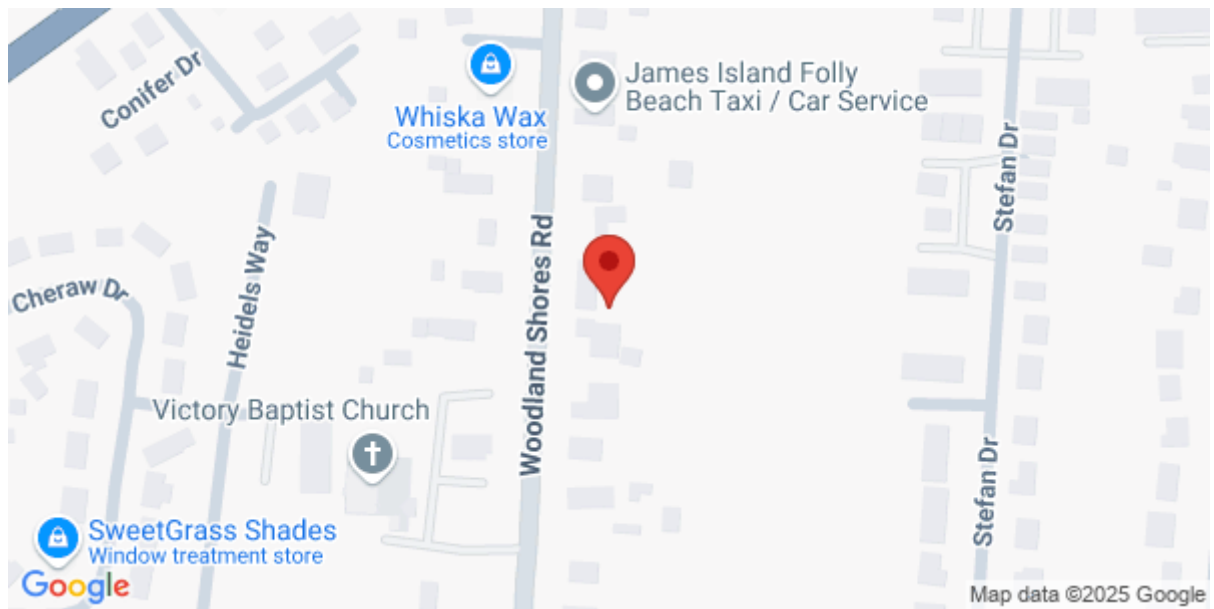 Conifer Dr
Whiska Wax
Cosmetics store
James Island Folly
Beach Taxi / Car Service
Stefan Dr
Woodland Shores Rd
Heidels Way
Cheraw Dr
Victory Baptist Church
Stefan Dr
SweetGrass Shades
Window treatment store
Google
Map data ©2025 Google